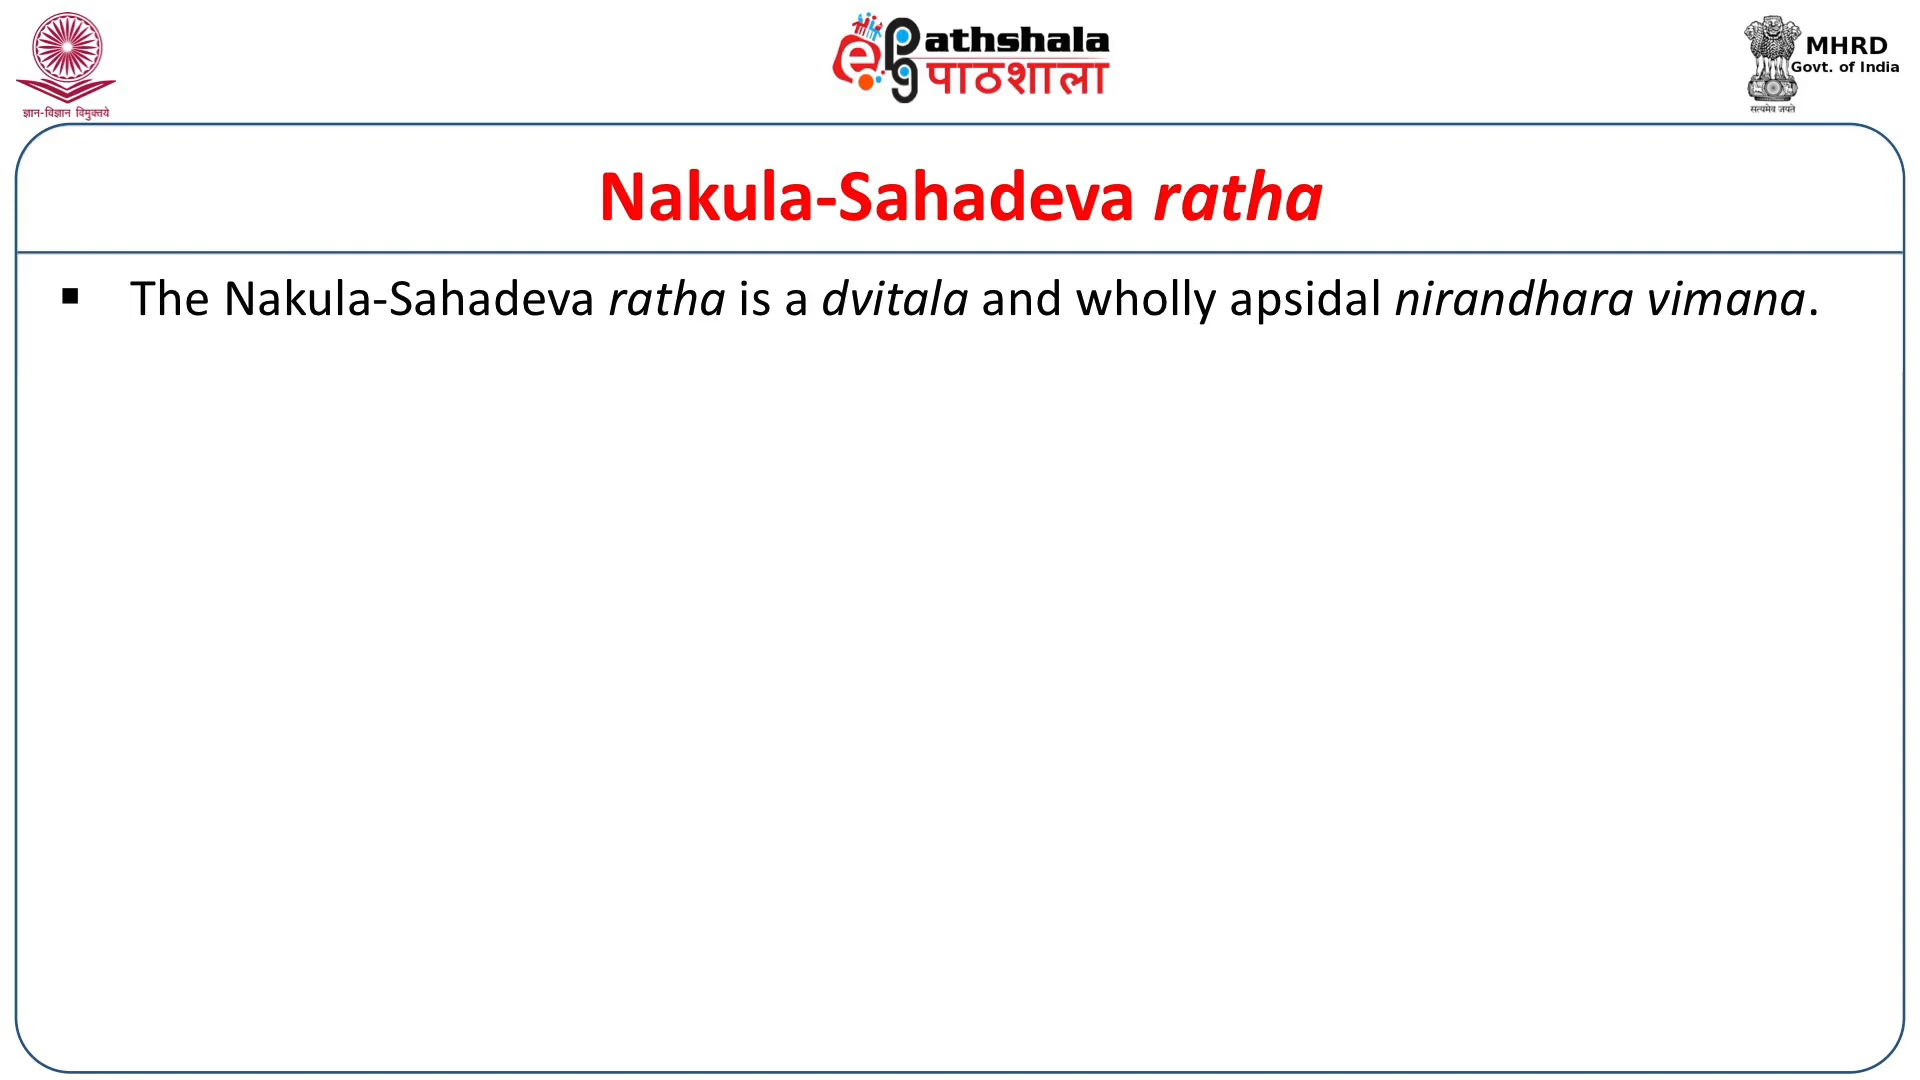 ज्ञान-विज्ञान विमुक्तये
ePathshala
पाठशाला
MHRD
Govt. of India
सत्यमेव जयते
Nakula-Sahadeva ratha
▪ The Nakula-Sahadeva ratha is a dvitala and wholly apsidal nirandhara vimana.